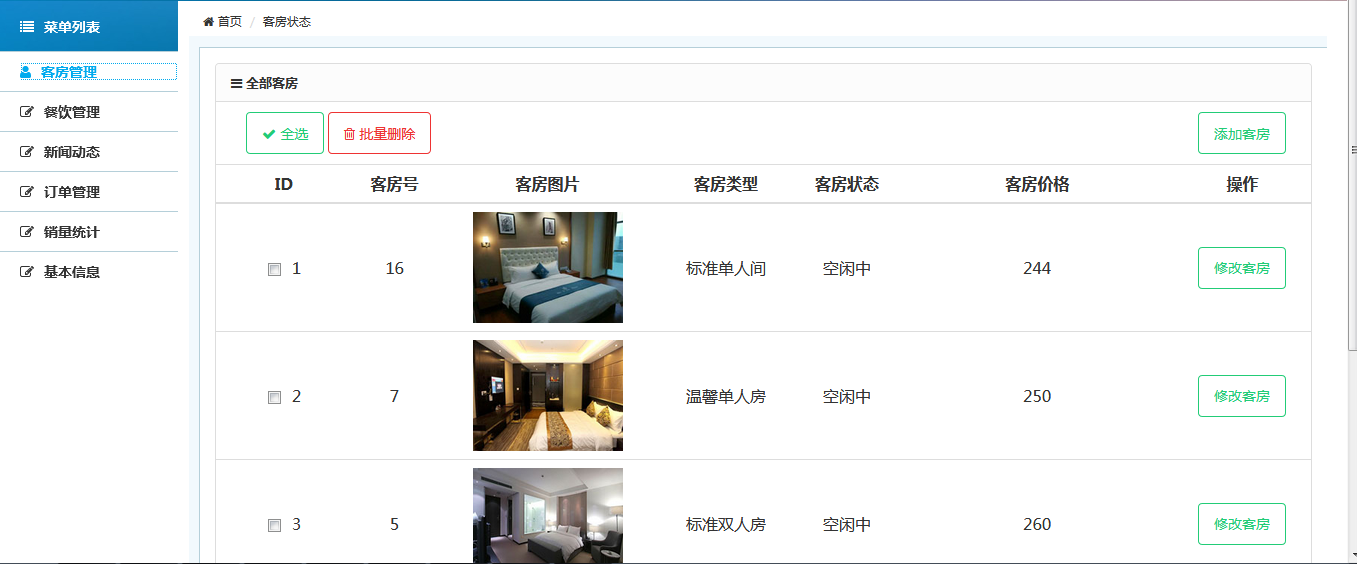 菜单列表
首页 / 客房状态
客房管理
餐饮管理
新闻动态
订单管理
销量统计
基本信息
全部客房
全选 批量删除 添加客房
ID 客房号 客房图片 客房类型 客房状态 客房价格 操作
1 16 标准单人间 空闲中 244 修改客房
2 7 温馨单人房 空闲中 250 修改客房
3 5 标准双人房 空闲中 260 修改客房